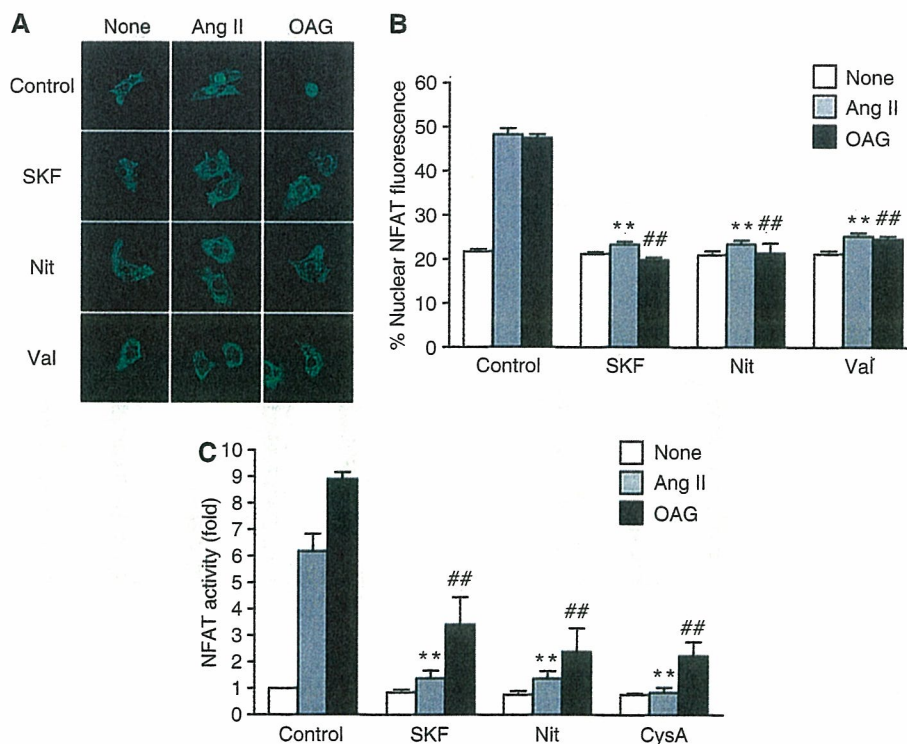 A
None Ang II OAG
Control
SKF
Nit
Val
B
% Nuclear NFAT fluorescence
60
50
40
30
20
10
0
None
Ang II
OAG
** ## ** ## ** ##
Control SKF Nit Val
C
NFAT activity (fold)
10
9
8
7
6
5
4
3
2
1
0
None
Ang II
OAG
** ## ** ## ** ##
Control SKF Nit CysA